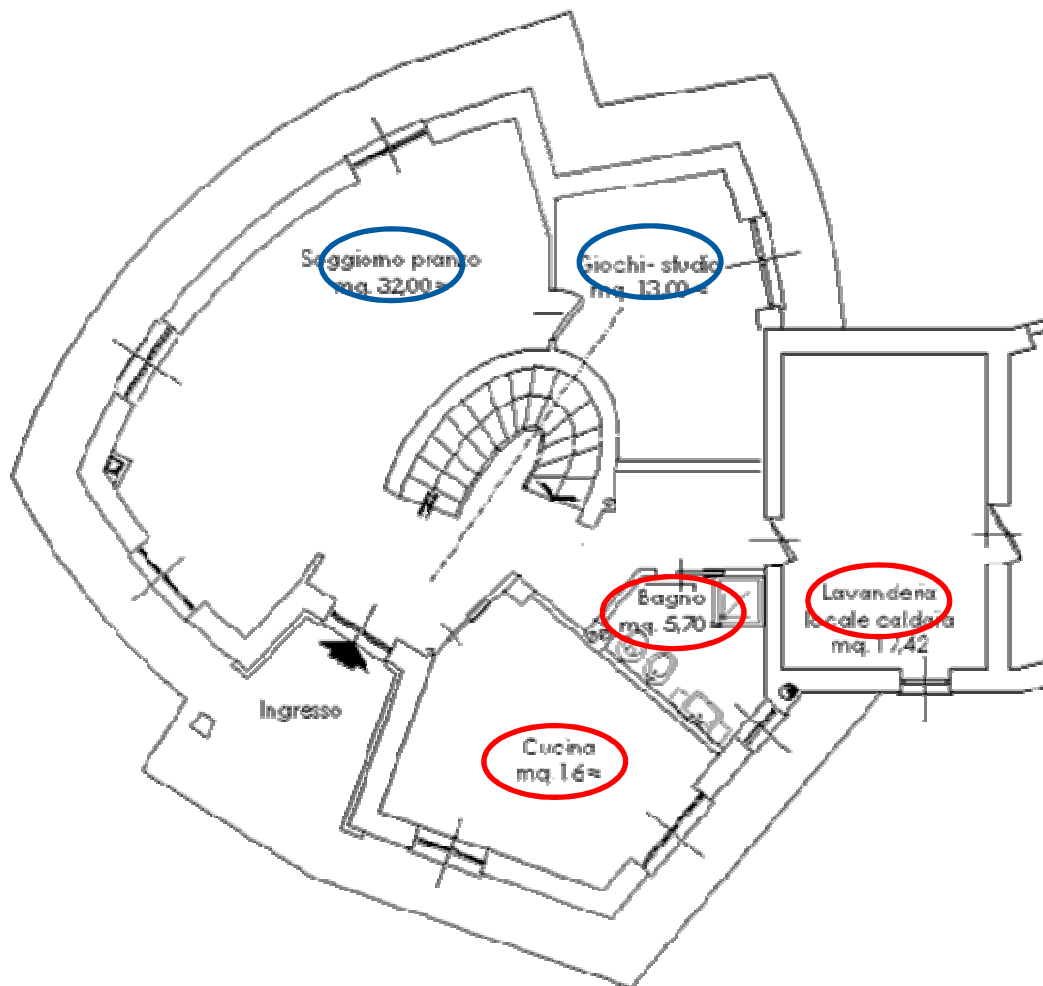 Soggiorno pranzo
mq. 32,00≈
Giochi- studio
mq. 13,00≈
Bagno
mq. 5,70≈
Lavanderia
locale caldaia
mq. 17,42
Ingresso
Cucina
mq. 16≈